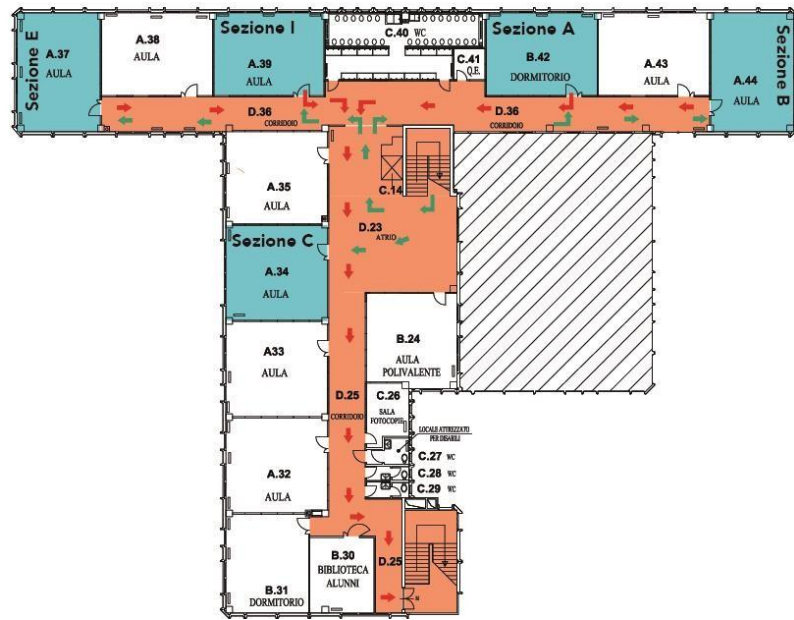 Sezione E
A.37
AULA
A.38
AULA
Sezione I
A.39
AULA
C.40 WC
C.41
Q.E.
Sezione A
B.42
DORMITORIO
A.43
AULA
A.44
AULA
Sezione B
D.36
CORRIDOIO
D.36
CORRIDOIO
A.35
AULA
C.14
D.23
ATRIO
Sezione C
A.34
AULA
A33
AULA
B.24
AULA
POLIVALENTE
D.25
CORRIDOIO
C.26
SALA
FOTOCOPIE
LOCALE ATTREZZATO
PER DISABILI
C.27 WC
C.28 WC
C.29 WC
A.32
AULA
B.31
DORMITORIO
B.30
BIBLIOTECA
ALUNNI
D.25